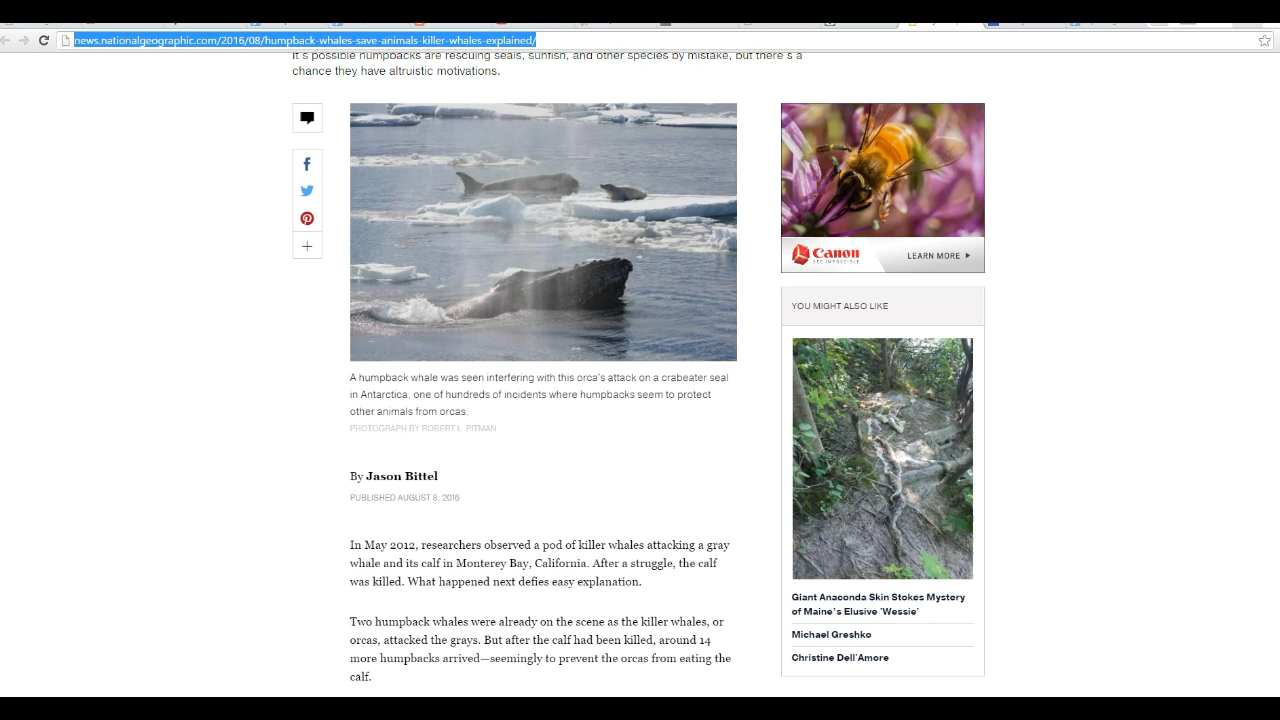 news.nationalgeographic.com/2016/08/humpback-whales-save-animals-killer-whales-explained/
It's possible humpbacks are rescuing seals, sunfish, and other species by mistake, but there's a
chance they have altruistic motivations.
Canon
SEE IMPOSSIBLE
LEARN MORE
YOU MIGHT ALSO LIKE
A humpback whale was seen interfering with this orca's attack on a crabeater seal
in Antarctica, one of hundreds of incidents where humpbacks seem to protect
other animals from orcas.
PHOTOGRAPH BY ROBERT L. PITMAN
By Jason Bittel
PUBLISHED AUGUST 8, 2016
In May 2012, researchers observed a pod of killer whales attacking a gray
whale and its calf in Monterey Bay, California. After a struggle, the calf
was killed. What happened next defies easy explanation.
Two humpback whales were already on the scene as the killer whales, or
orcas, attacked the grays. But after the calf had been killed, around 14
more humpbacks arrived—seemingly to prevent the orcas from eating the
calf.
Giant Anaconda Skin Stokes Mystery
of Maine's Elusive 'Wessie'
Michael Greshko
Christine Dell'Amore